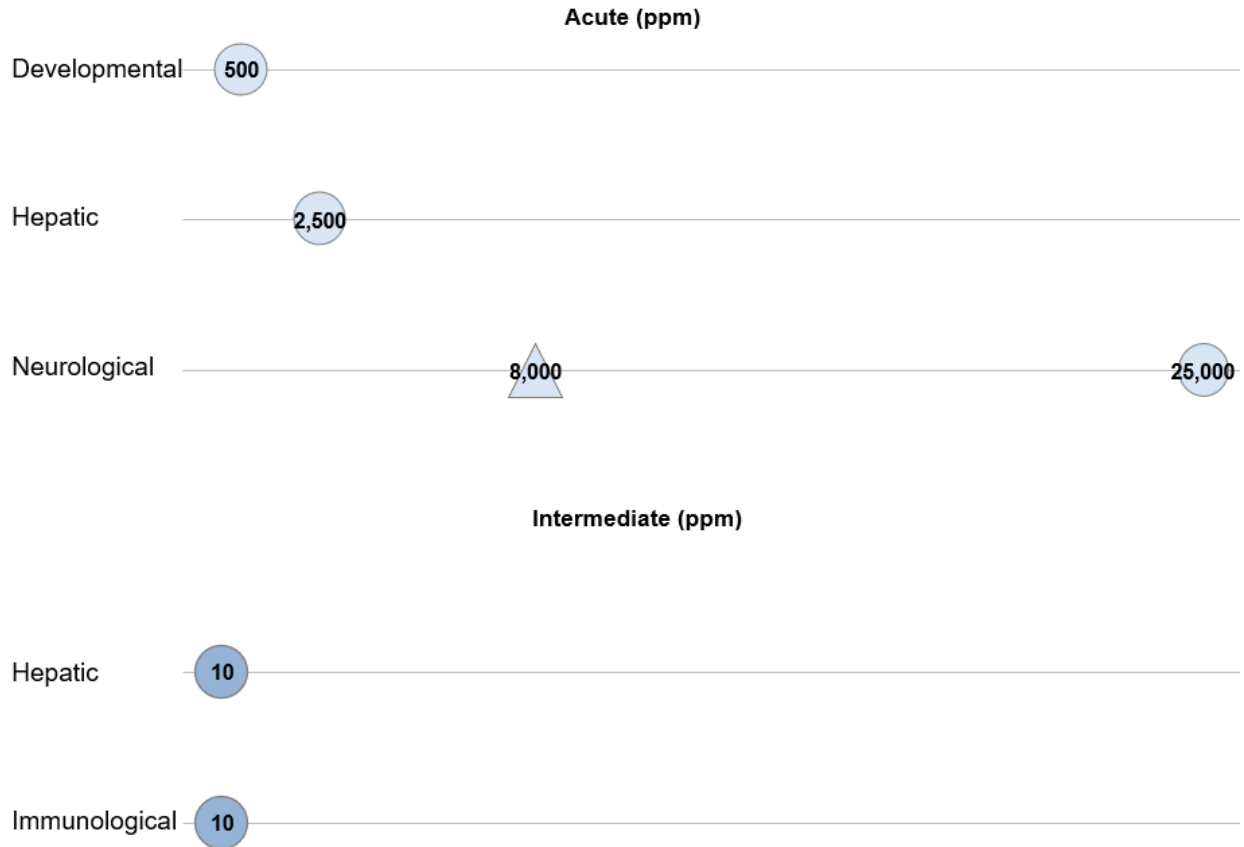 Acute (ppm)
Developmental 500
Hepatic 2,500
Neurological 8,000 25,000
Intermediate (ppm)
Hepatic 10
Immunological 10